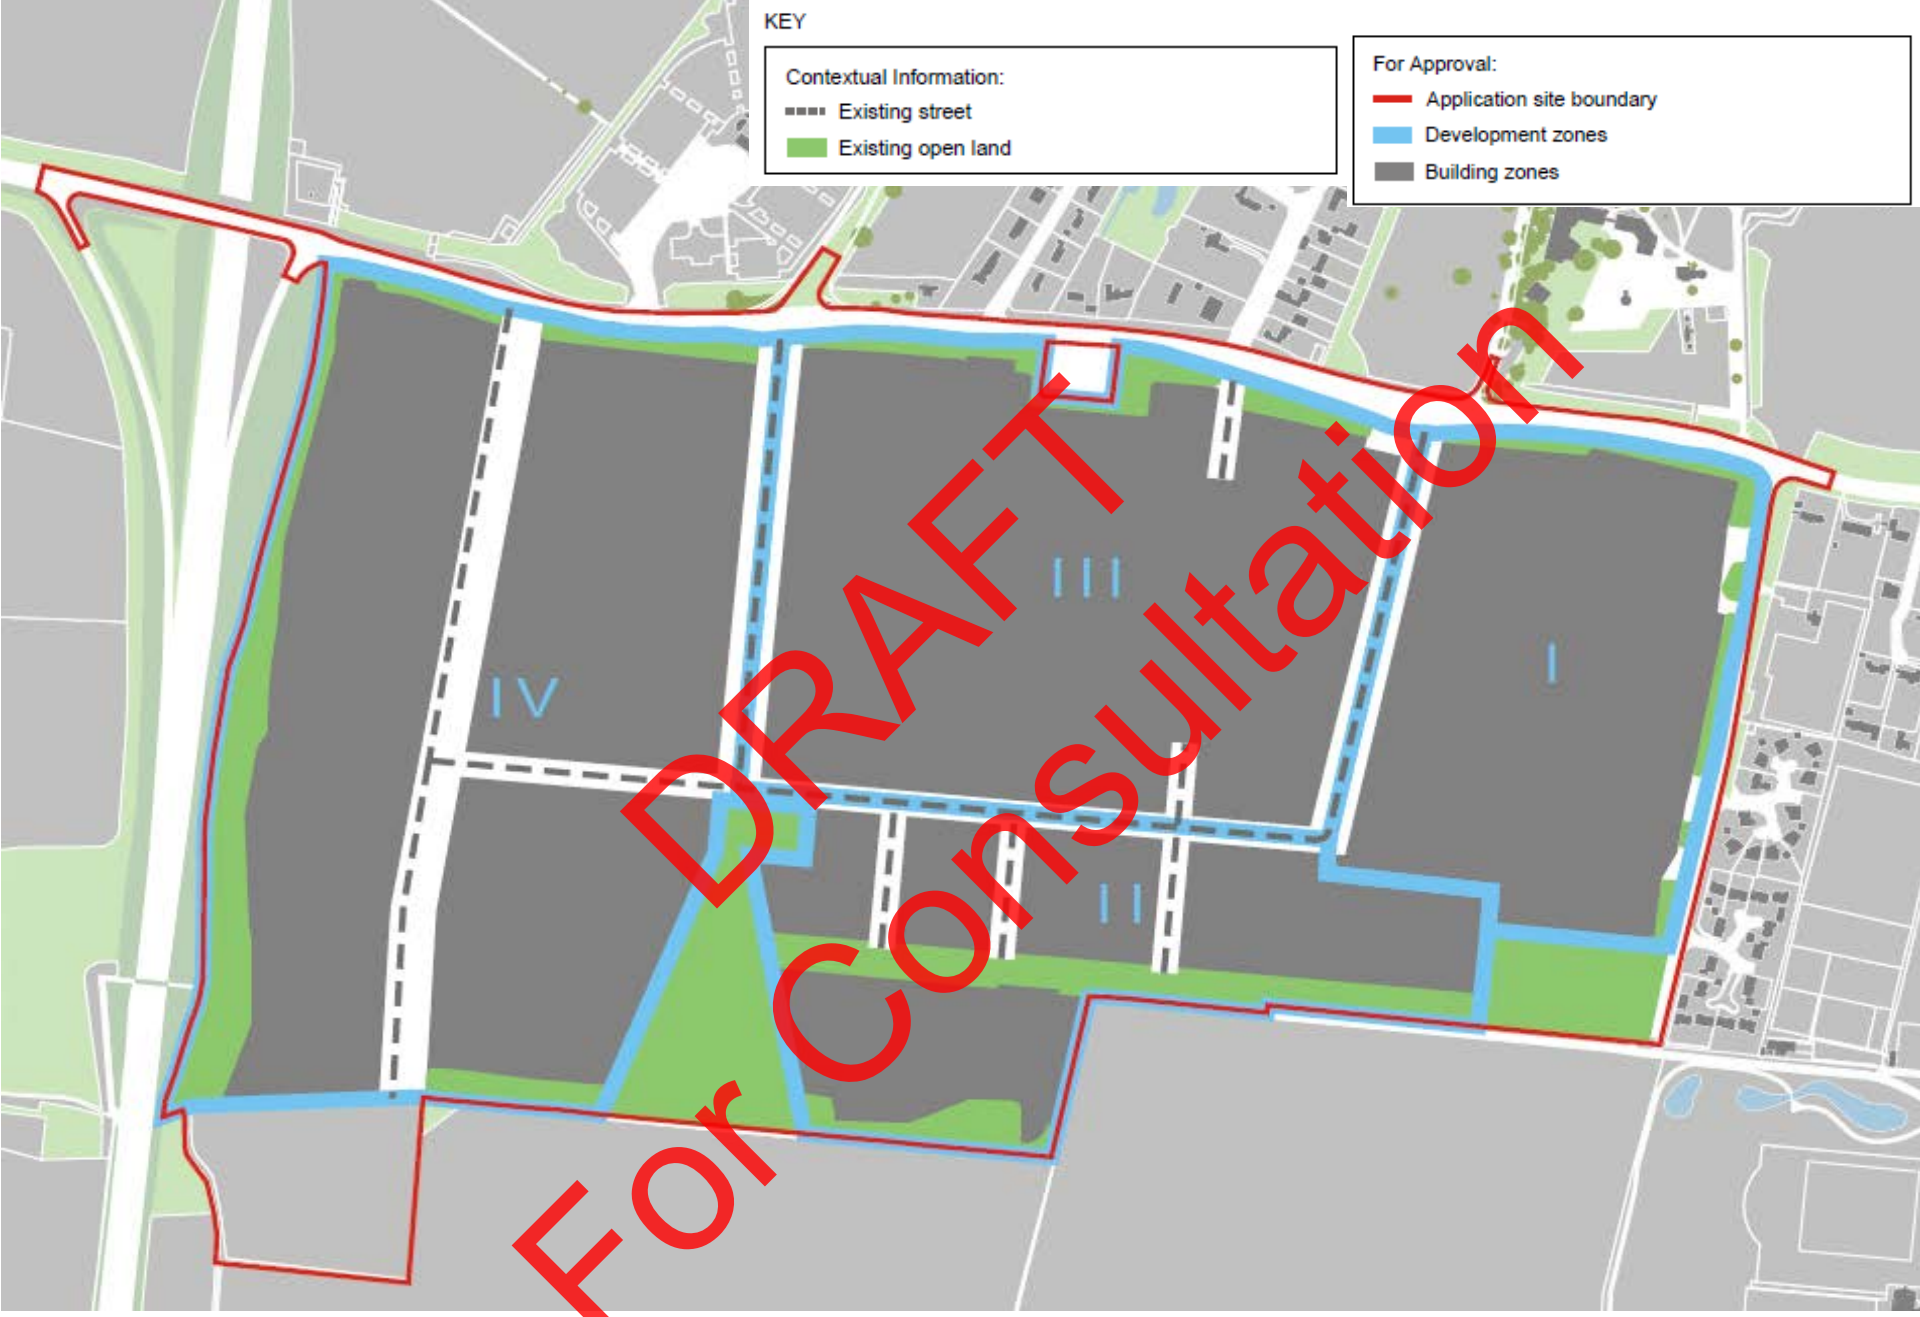 KEY
Contextual Information:
Existing street
Existing open land
For Approval:
Application site boundary
Development zones
Building zones
III
I
IV
II
DRAFT
For Consultation